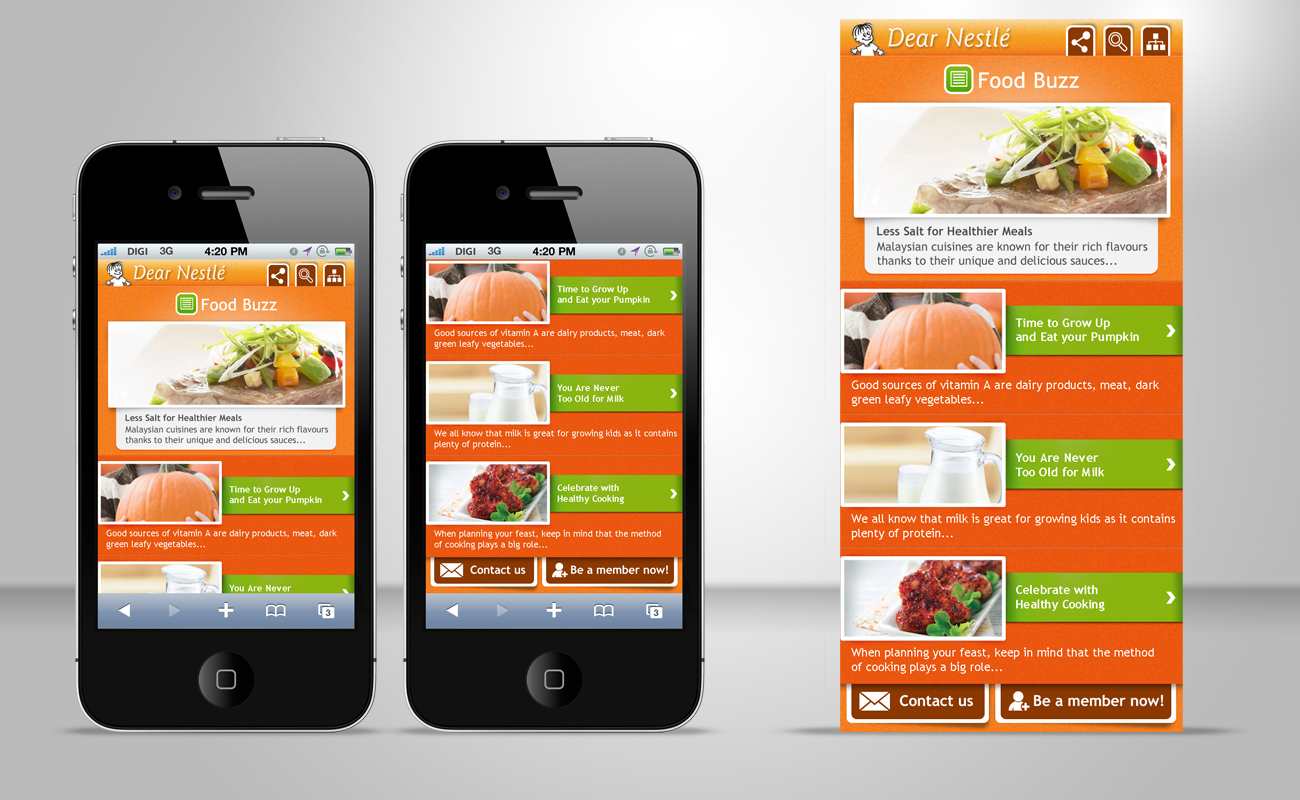 DIGI 3G 4:20 PM
Dear Nestlé
Food Buzz
Less Salt for Healthier Meals
Malaysian cuisines are known for their rich flavours
thanks to their unique and delicious sauces...
Time to Grow Up
and Eat your Pumpkin
Good sources of vitamin A are dairy products, meat, dark
green leafy vegetables...
You Are Never
3
DIGI 3G 4:20 PM
Time to Grow Up
and Eat your Pumpkin
Good sources of vitamin A are dairy products, meat, dark
green leafy vegetables...
You Are Never
Too Old for Milk
We all know that milk is great for growing kids as it contains
plenty of protein...
Celebrate with
Healthy Cooking
When planning your feast, keep in mind that the method
of cooking plays a big role...
Contact us
Be a member now!
3
Dear Nestlé
Food Buzz
Less Salt for Healthier Meals
Malaysian cuisines are known for their rich flavours
thanks to their unique and delicious sauces...
Time to Grow Up
and Eat your Pumpkin
Good sources of vitamin A are dairy products, meat, dark
green leafy vegetables...
You Are Never
Too Old for Milk
We all know that milk is great for growing kids as it contains
plenty of protein...
Celebrate with
Healthy Cooking
When planning your feast, keep in mind that the method
of cooking plays a big role...
Contact us
Be a member now!